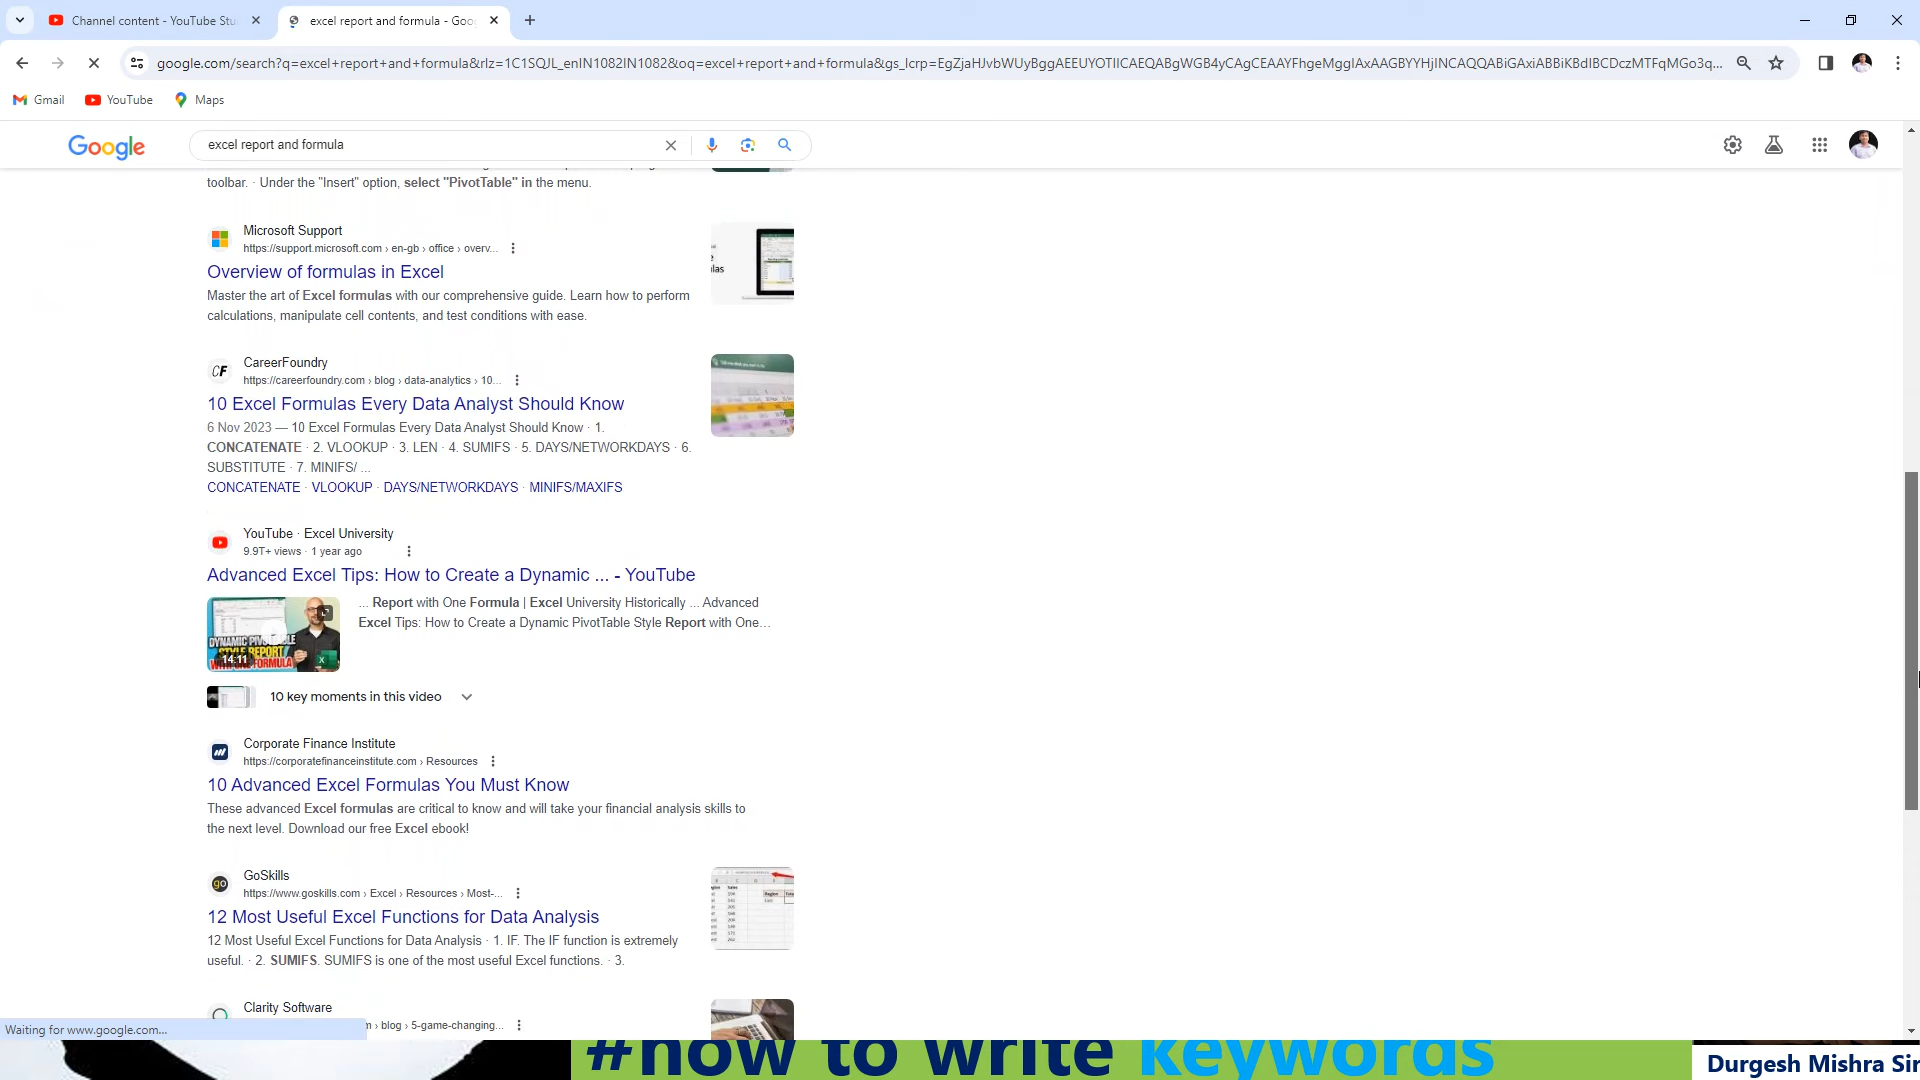 Channel content - YouTube Stu
excel report and formula - Goo
google.com/search?q=excel+report+and+formula&rlz=1C1SQJL_enIN1082IN1082&oq=excel+report+and+formula&gs_lcrp=EgZjaHJvbWUyBggAEEUYOTIICAEQABgWGB4yCAgCEAAYFhgeMggIAxAAGBYYHjINCAQQABiGAxiABBiKBdIBCDczMTFqMGo3q...
Gmail
YouTube
Maps
Google
excel report and formula
toolbar. · Under the "Insert" option, select "PivotTable" in the menu.
Microsoft Support
https://support.microsoft.com › en-gb › office › overv...
Overview of formulas in Excel
Master the art of Excel formulas with our comprehensive guide. Learn how to perform
calculations, manipulate cell contents, and test conditions with ease.
CareerFoundry
https://careerfoundry.com › blog › data-analytics › 10...
10 Excel Formulas Every Data Analyst Should Know
6 Nov 2023 — 10 Excel Formulas Every Data Analyst Should Know · 1.
CONCATENATE · 2. VLOOKUP · 3. LEN · 4. SUMIFS · 5. DAYS/NETWORKDAYS · 6.
SUBSTITUTE · 7. MINIFS/ ...
CONCATENATE · VLOOKUP · DAYS/NETWORKDAYS · MINIFS/MAXIFS
YouTube · Excel University
9.9T+ views · 1 year ago
Advanced Excel Tips: How to Create a Dynamic ... - YouTube
... Report with One Formula | Excel University Historically ... Advanced
Excel Tips: How to Create a Dynamic PivotTable Style Report with One...
DYNAMIC PIVOTTABLE
STYLE REPORT
WITH ONE FORMULA
14:11
10 key moments in this video
Corporate Finance Institute
https://corporatefinanceinstitute.com › Resources
10 Advanced Excel Formulas You Must Know
These advanced Excel formulas are critical to know and will take your financial analysis skills to
the next level. Download our free Excel ebook!
GoSkills
https://www.goskills.com › Excel › Resources › Most-...
12 Most Useful Excel Functions for Data Analysis
12 Most Useful Excel Functions for Data Analysis · 1. IF. The IF function is extremely
useful. · 2. SUMIFS. SUMIFS is one of the most useful Excel functions. · 3.
Clarity Software
m › blog › 5-game-changing...
Waiting for www.google.com...
#how to write keywords
Durgesh Mishra Sir